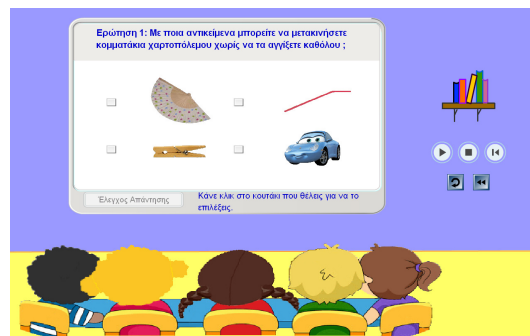 Ερώτηση 1: Με ποια αντικείμενα μπορείτε να μετακινήσετε
κομματάκια χαρτοπόλεμου χωρίς να τα αγγίξετε καθόλου ;
Έλεγχος Απάντησης
Κάνε κλικ στο κουτάκι που θέλεις για να το
επιλέξεις.